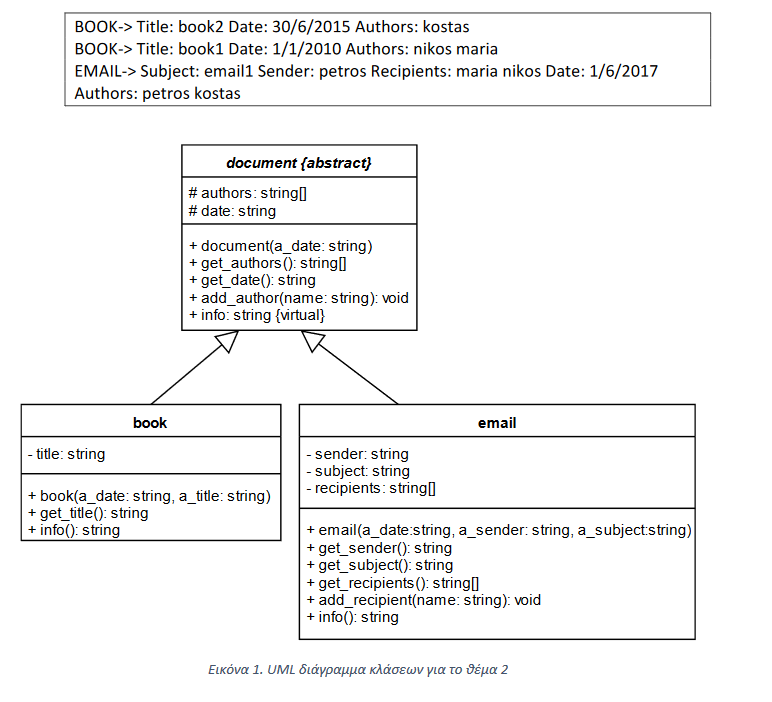 BOOK-> Title: book2 Date: 30/6/2015 Authors: kostas
BOOK-> Title: book1 Date: 1/1/2010 Authors: nikos maria
EMAIL-> Subject: email1 Sender: petros Recipients: maria nikos Date: 1/6/2017
Authors: petros kostas
document {abstract}
# authors: string[]
# date: string
+ document(a_date: string)
+ get_authors(): string[]
+ get_date(): string
+ add_author(name: string): void
+ info: string {virtual}
book
- title: string
+ book(a_date: string, a_title: string)
+ get_title(): string
+ info(): string
email
- sender: string
- subject: string
- recipients: string[]
+ email(a_date:string, a_sender: string, a_subject:string)
+ get_sender(): string
+ get_subject(): string
+ get_recipients(): string[]
+ add_recipient(name: string): void
+ info(): string
Εικόνα 1. UML διάγραμμα κλάσεων για το θέμα 2